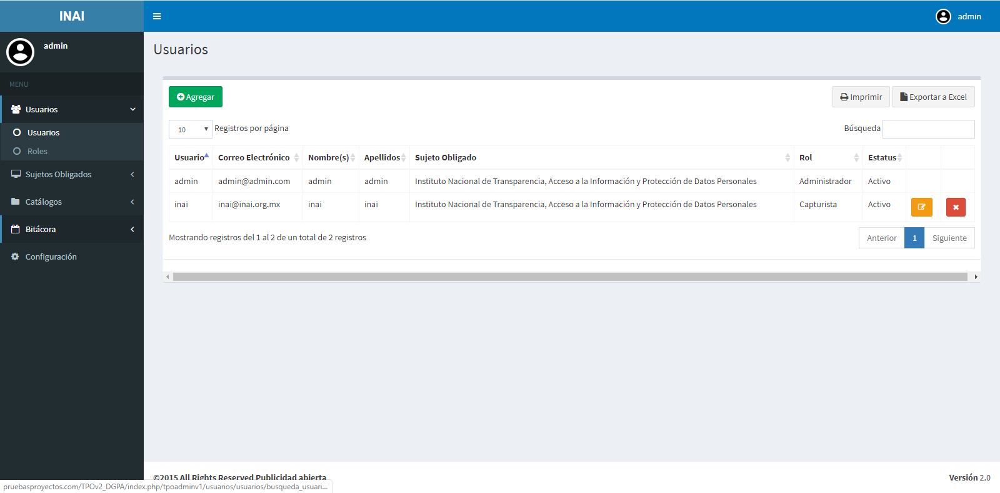 INAI
admin
admin
MENU
Usuarios
Usuarios
Roles
Sujetos Obligados
Catálogos
Bitácora
Configuración
Usuarios
Agregar
Imprimir
Exportar a Excel
10 Registros por página
Búsqueda
Usuario Correo Electrónico Nombre(s) Apellidos Sujeto Obligado Rol Estatus
admin admin@admin.com admin admin Instituto Nacional de Transparencia, Acceso a la Información y Protección de Datos Personales Administrador Activo
inai inai@inai.org.mx inai inai Instituto Nacional de Transparencia, Acceso a la Información y Protección de Datos Personales Capturista Activo
Mostrando registros del 1 al 2 de un total de 2 registros
Anterior 1 Siguiente
©2015 All Rights Reserved Publicidad abierta
Versión 2.0
pruebasproyectos.com/TPOv2_DGPA/index.php/tpoadminv1/usuarios/usuarios/busqueda_usuari...